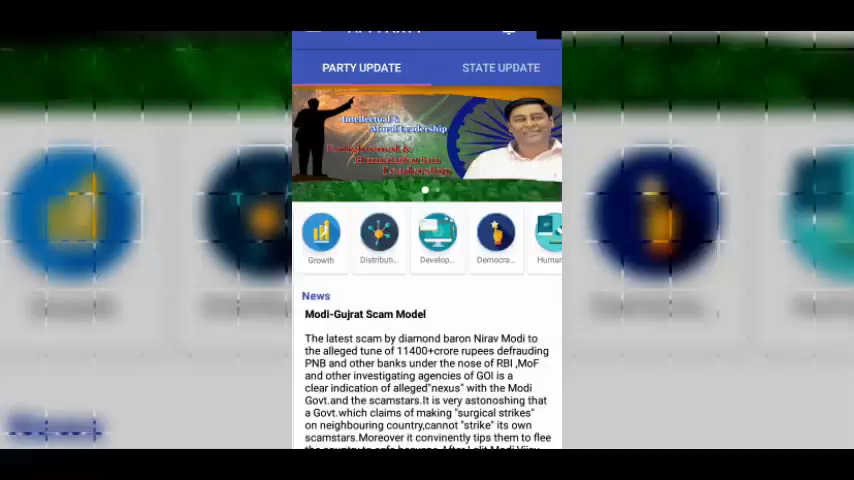 PARTY UPDATE
STATE UPDATE
Intellectual &
Moral Leadership
Enlightened &
Humanitarian
Leadership
Growth
Distributi..
Develop..
Democra...
Human
News
Modi-Gujrat Scam Model
The latest scam by diamond baron Nirav Modi to
the alleged tune of 11400+crore rupees defrauding
PNB and other banks under the nose of RBI ,MoF
and other investigating agencies of GOI is a
clear indication of alleged"nexus" with the Modi
Govt.and the scamstars.It is very astonoshing that
a Govt.which claims of making "surgical strikes"
on neighbouring country,cannot "strike" its own
scamstars.Moreover it convinently tips them to flee